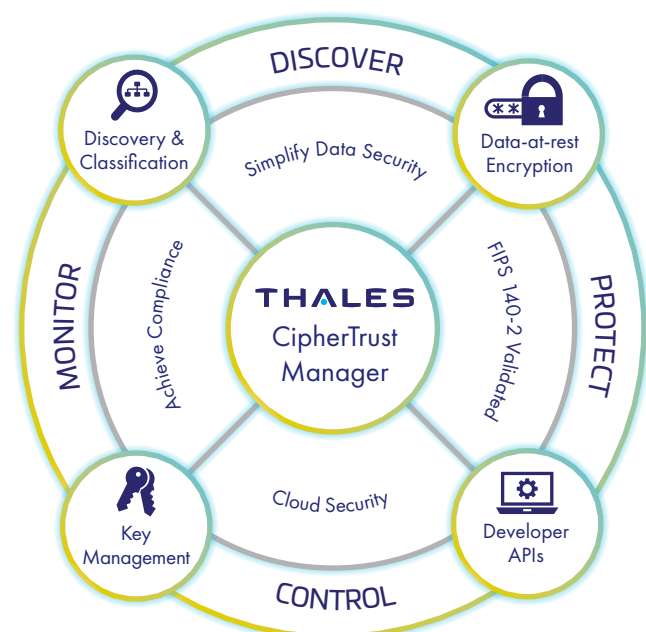 DISCOVER
Discovery &
Classification
**
Data-at-rest
Encryption
Simplify Data Security
MONITOR
Achieve Compliance
THALES
CipherTrust
Manager
FIPS 140-2 Validated
PROTECT
Key
Management
Cloud Security
Developer
APIs
CONTROL